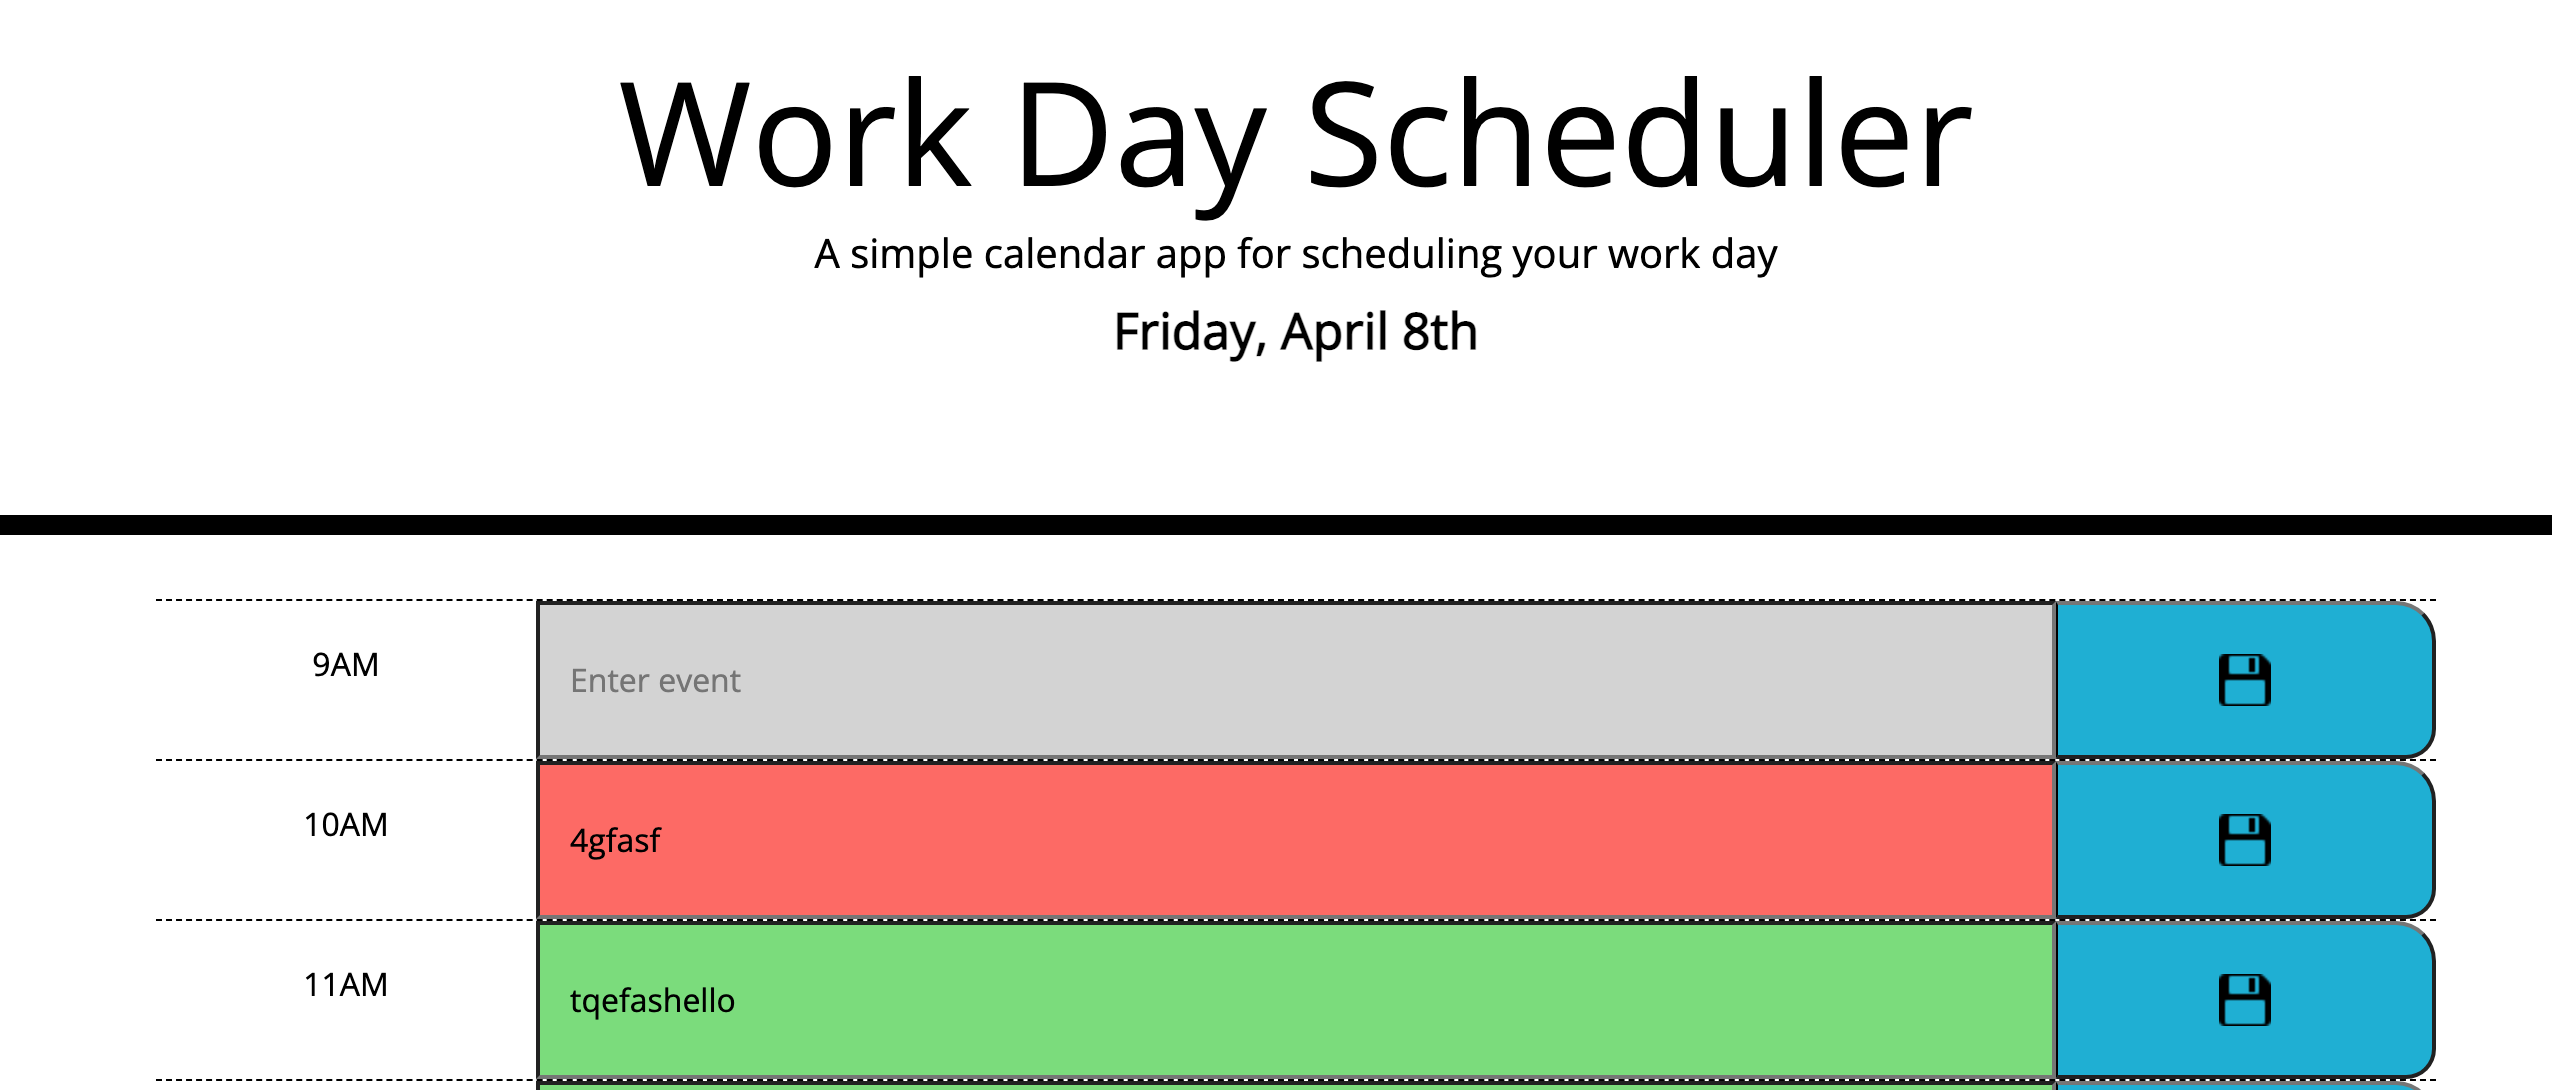 Work Day Scheduler
A simple calendar app for scheduling your work day
Friday, April 8th
9AM
Enter event
10AM
4gfasf
11AM
tqefashello